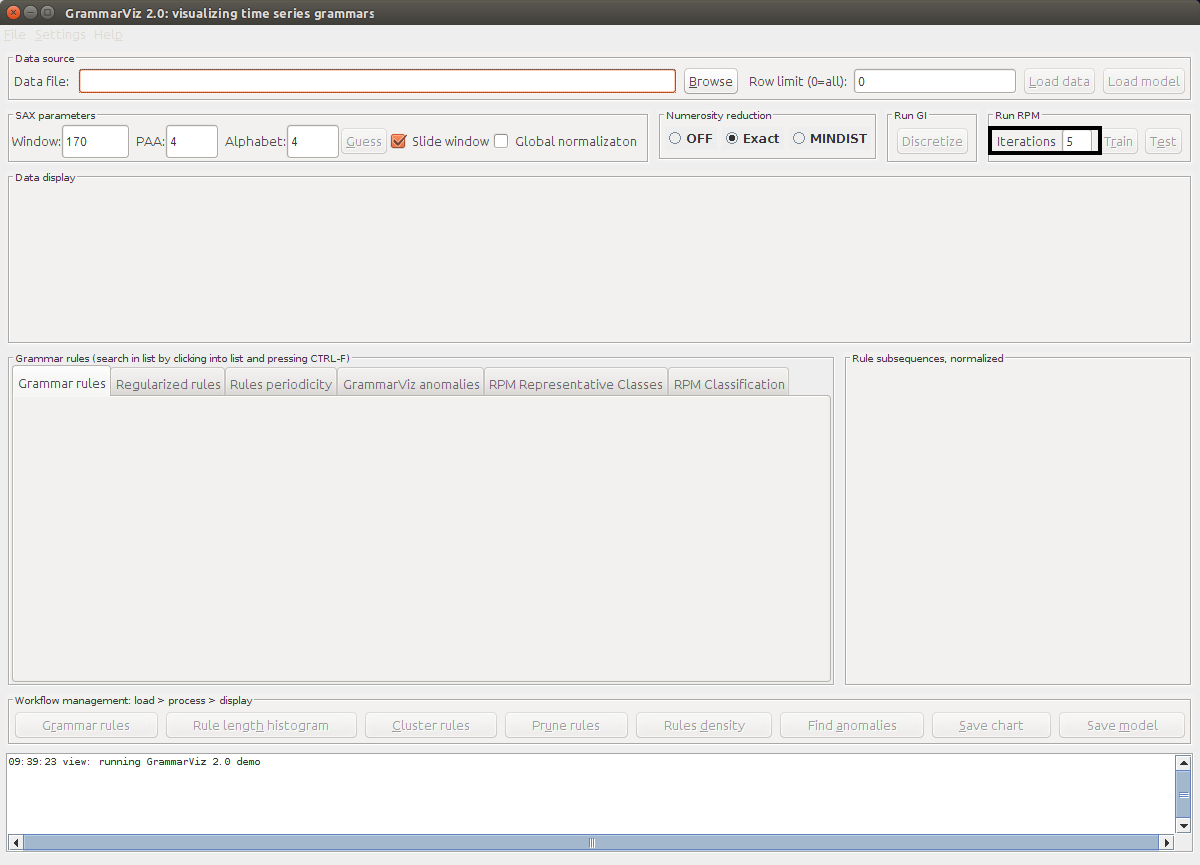 GrammarViz 2.0: visualizing time series grammars
File Settings Help
Data source
Data file: Browse Row limit (0=all): 0 Load data Load model
SAX parameters Numerosity reduction Run GI Run RPM
Window: 170 PAA: 4 Alphabet: 4 Guess Slide window Global normalizaton OFF Exact MINDIST Discretize Iterations 5 Train Test
Data display
Grammar rules (search in list by clicking into list and pressing CTRL-F) Rule subsequences, normalized
Grammar rules Regularized rules Rules periodicity GrammarViz anomalies RPM Representative Classes RPM Classification
Workflow management: load > process > display
Grammar rules Rule length histogram Cluster rules Prune rules Rules density Find anomalies Save chart Save model
09:39:23 view: running GrammarViz 2.0 demo